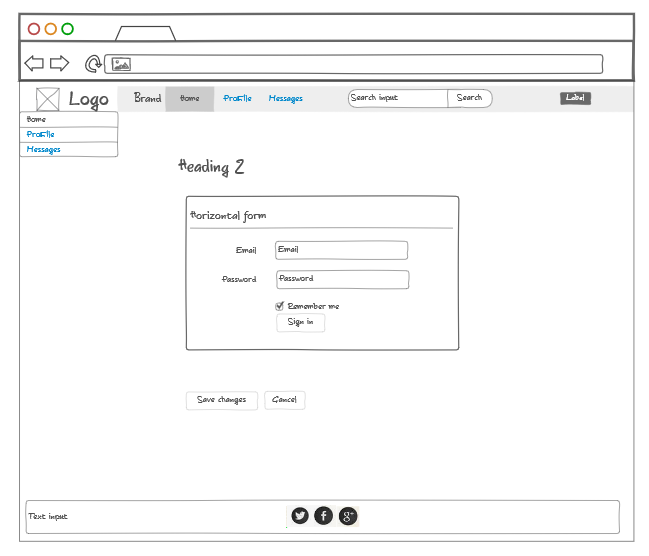 Logo
Brand Home Profile Messages Search input Search Label
Home
Profile
Messages
Heading 2
Horizontal form
Email Email
Password Password
Remember me
Sign in
Save changes Cancel
Text input f g+